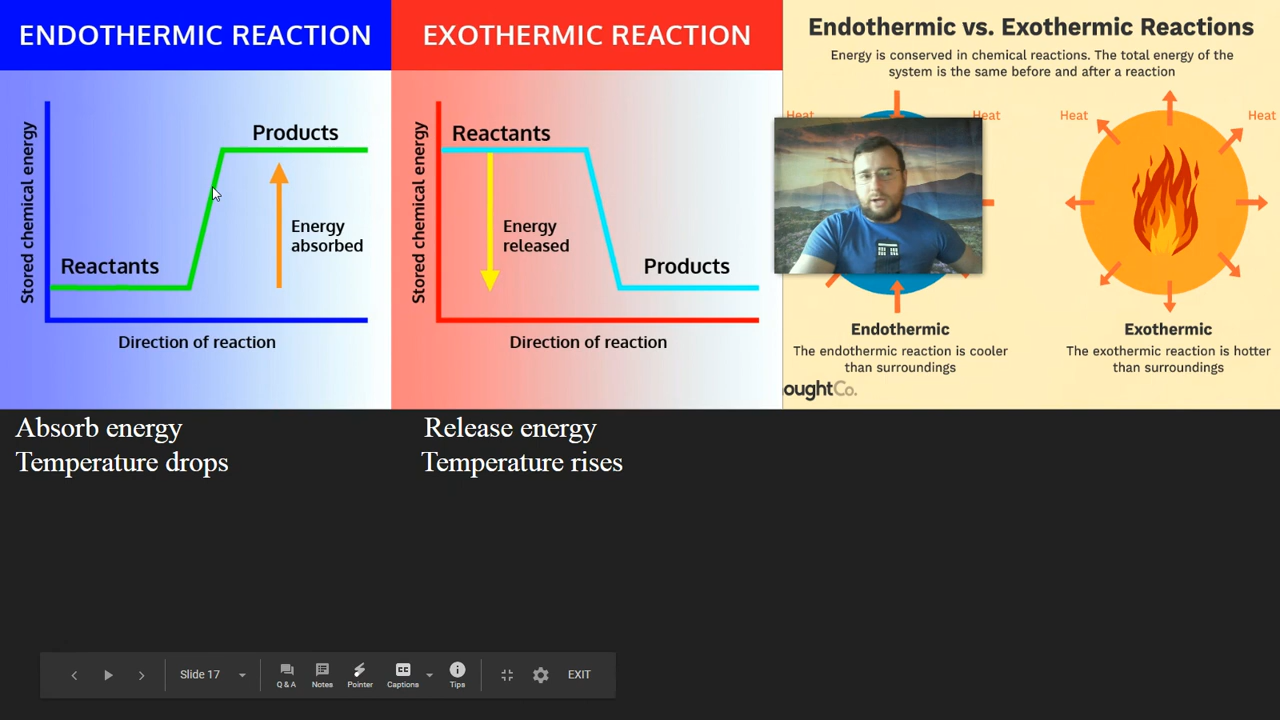 ENDOTHERMIC REACTION
Stored chemical energy
Products
Energy
absorbed
Reactants
Direction of reaction
EXOTHERMIC REACTION
Stored chemical energy
Reactants
Energy
released
Products
Direction of reaction
Endothermic vs. Exothermic Reactions
Energy is conserved in chemical reactions. The total energy of the
system is the same before and after a reaction
Heat
Heat
Heat
Heat
Endothermic
The endothermic reaction is cooler
than surroundings
Exothermic
The exothermic reaction is hotter
than surroundings
oughtCo.
Absorb energy
Temperature drops
Release energy
Temperature rises
Slide 17
Q & A
Notes
Pointer
CC
Captions
Tips
EXIT